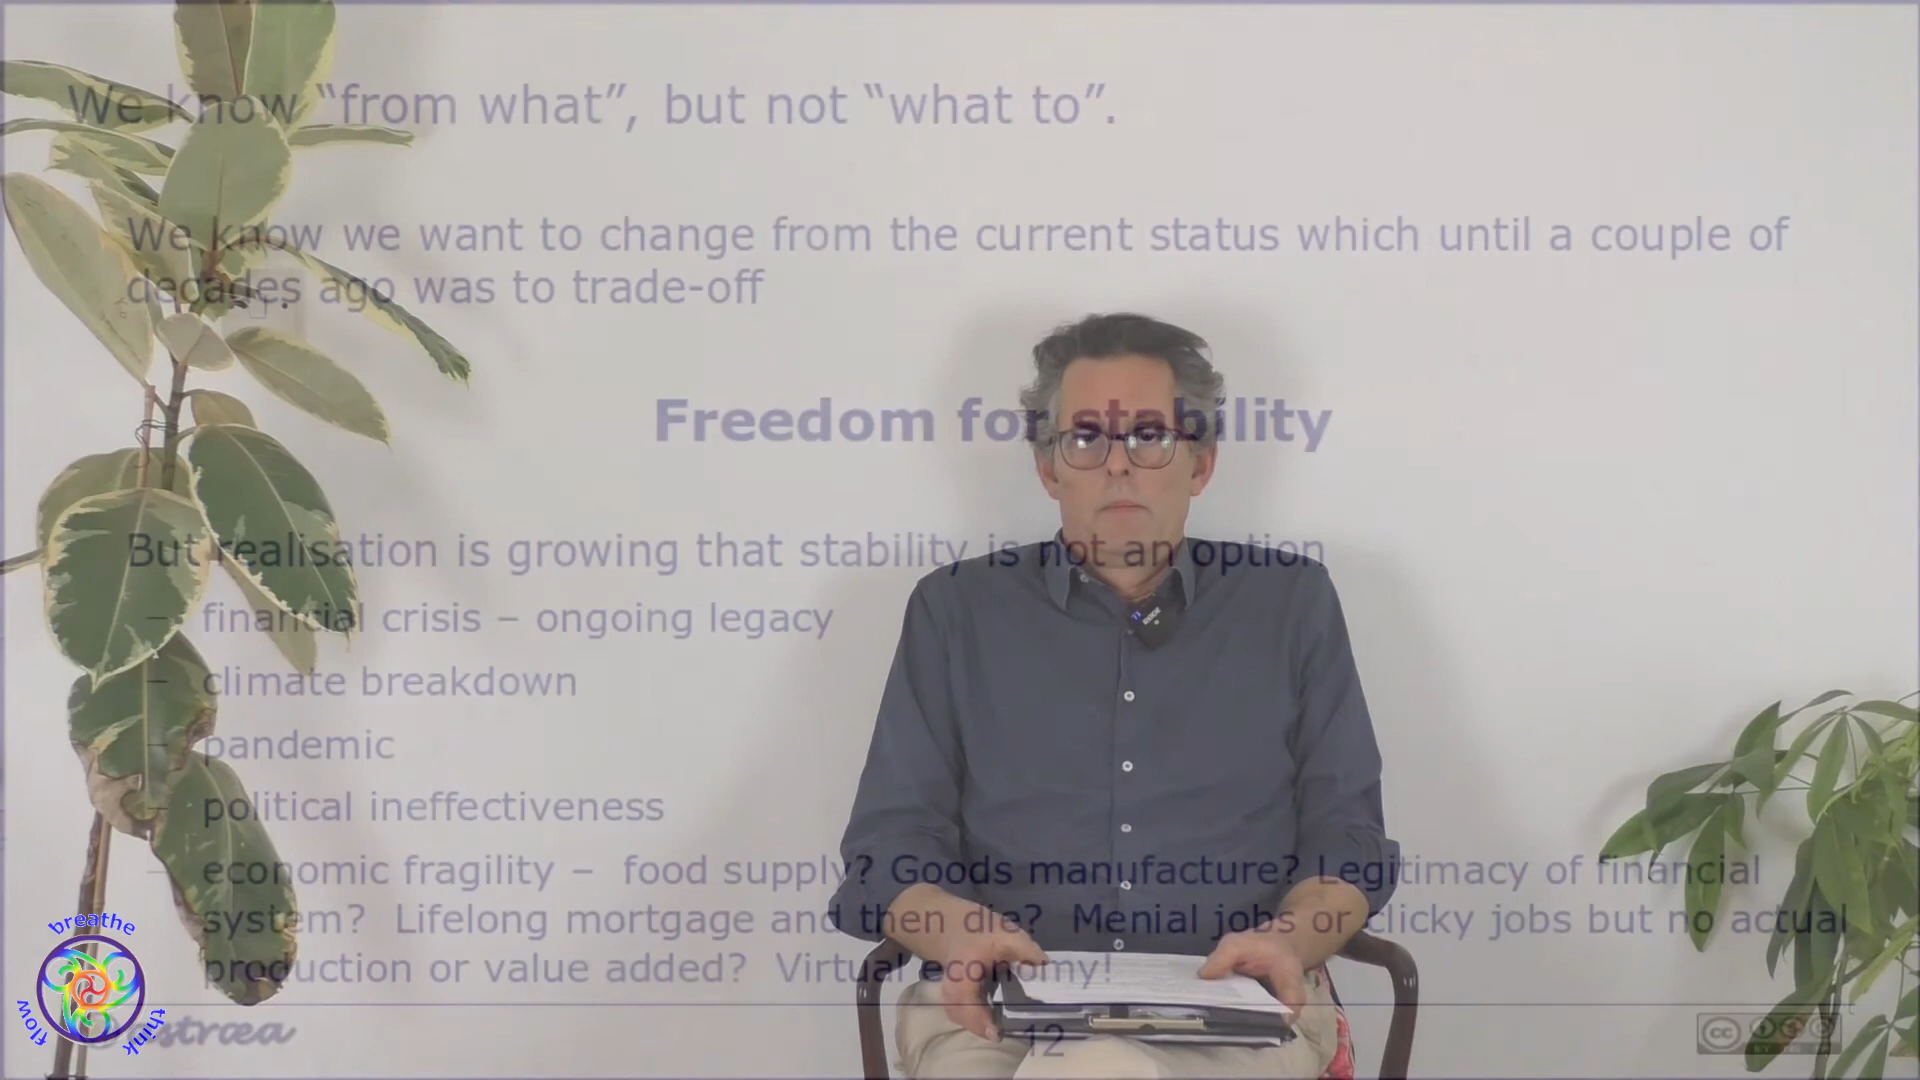 We know “from what”, but not “what to”.
We know we want to change from the current status which until a couple of
decades ago was to trade-off
Freedom for stability
But realisation is growing that stability is not an option
– financial crisis – ongoing legacy
– climate breakdown
– pandemic
– political ineffectiveness
– economic fragility – food supply? Goods manufacture? Legitimacy of financial
system? Lifelong mortgage and then die? Menial jobs or clicky jobs but no actual
production or value added? Virtual economy!
breathe
think
flow
astræa
12
cc